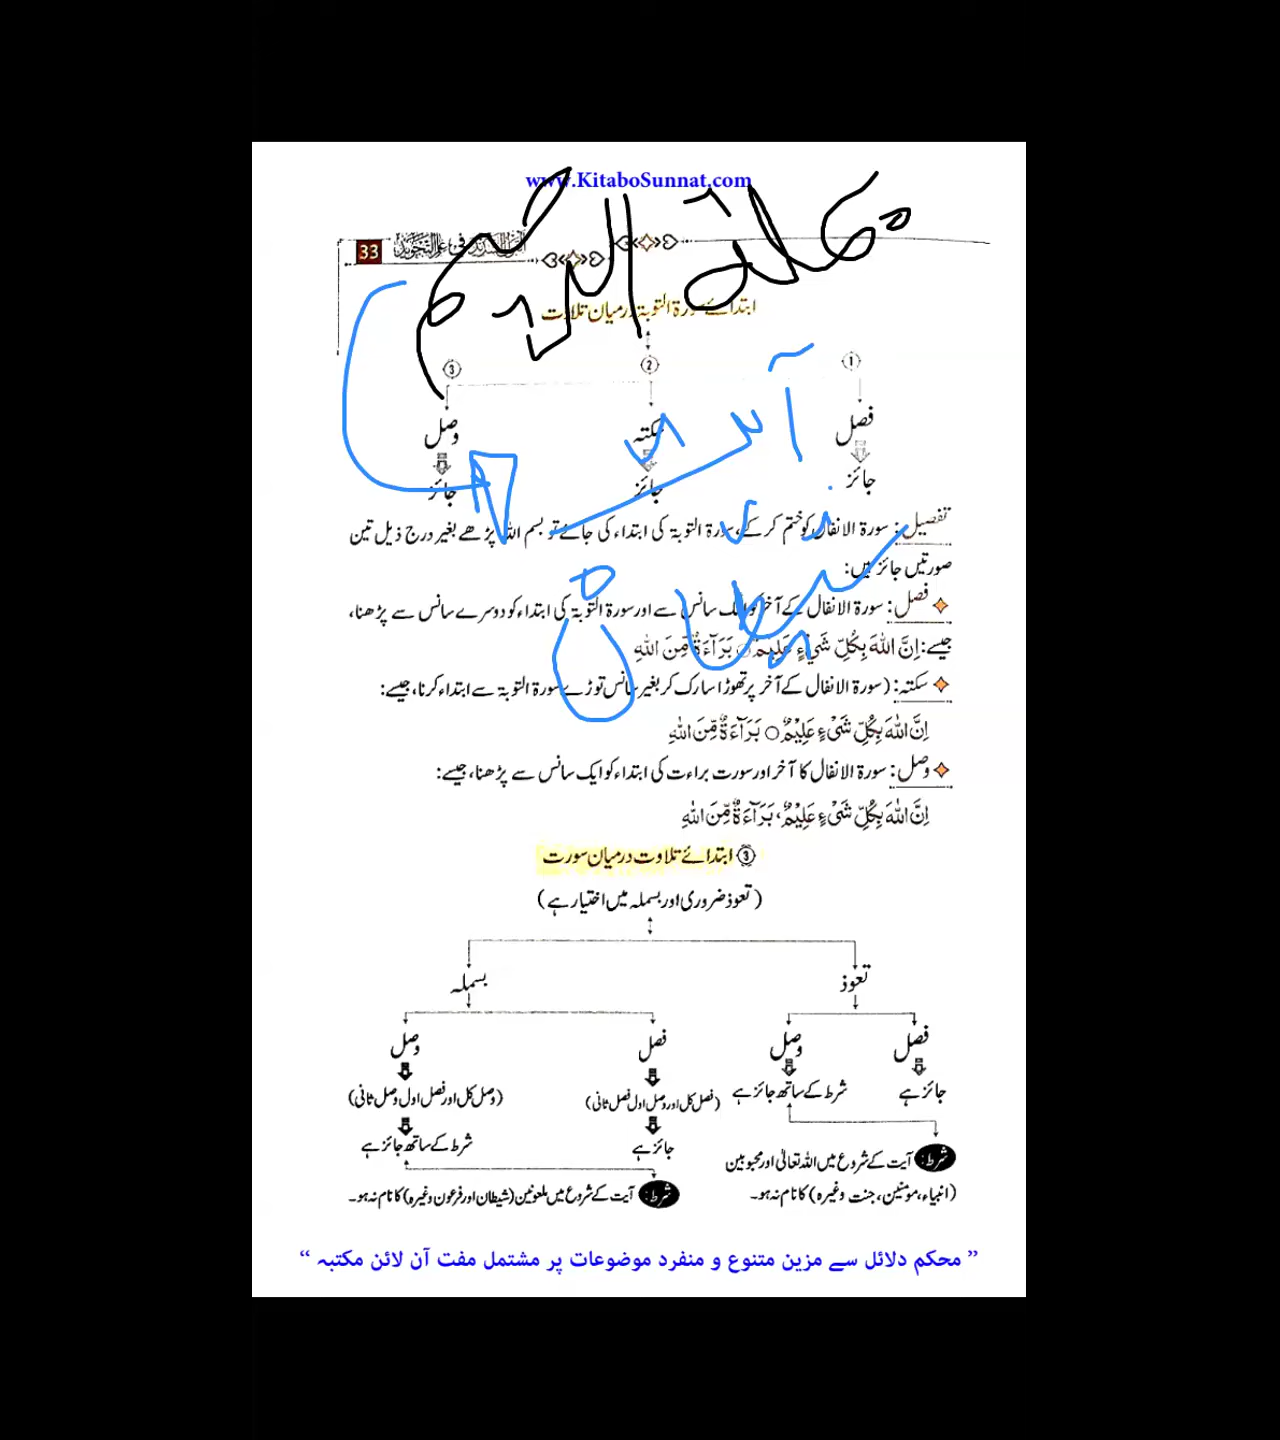 www.KitaboSunnat.com
33
ابتدائے سورۃ التوبۃ درمیان تلاوت
① ② ③
فصل سکتہ وصل
جائز جائز جائز
تفصیل: سورۃ الانفال کو ختم کر کے، سورۃ التوبۃ کی ابتداء کی جائے تو بسم اللہ پڑھے بغیر درج ذیل تین
صورتیں جائز ہیں:
فصل: سورۃ الانفال کے آخر کو ایک سانس سے اور سورۃ التوبۃ کی ابتداء کو دوسرے سانس سے پڑھنا،
جیسے: اِنَّ اللهَ بِكُلِّ شَيْءٍ عَلِيْمٌ ○ بَرَآءَةٌ مِّنَ اللهِ
سکتہ: (سورۃ الانفال کے آخر پر تھوڑا سا رک کر بغیر سانس توڑے سورۃ التوبۃ سے ابتداء کرنا، جیسے:
اِنَّ اللهَ بِكُلِّ شَيْءٍ عَلِيْمٌ ○ بَرَآءَةٌ مِّنَ اللهِ
وصل: سورۃ الانفال کا آخر اور سورت براءت کی ابتداء کو ایک سانس سے پڑھنا، جیسے:
اِنَّ اللهَ بِكُلِّ شَيْءٍ عَلِيْمٌ، بَرَآءَةٌ مِّنَ اللهِ
③ ابتدائے تلاوت درمیان سورت
(تعوذ ضروری اور بسملہ میں اختیار ہے)
تعوذ بسملہ
فصل وصل فصل وصل
جائز ہے شرط کے ساتھ جائز ہے (فصل کل اور وصل اول فصل ثانی) (وصل کل اور فصل اول وصل ثانی)
جائز ہے شرط کے ساتھ جائز ہے
شرط: آیت کے شروع میں اللہ تعالیٰ اور محبوبین
(انبیاء، مومنین، جنت وغیرہ) کا نام نہ ہو۔
شرط: آیت کے شروع میں ملعونین (شیطان اور فرعون وغیرہ) کا نام نہ ہو۔
” محکم دلائل سے مزین متنوع و منفرد موضوعات پر مشتمل مفت آن لائن مکتبہ “
شیطان